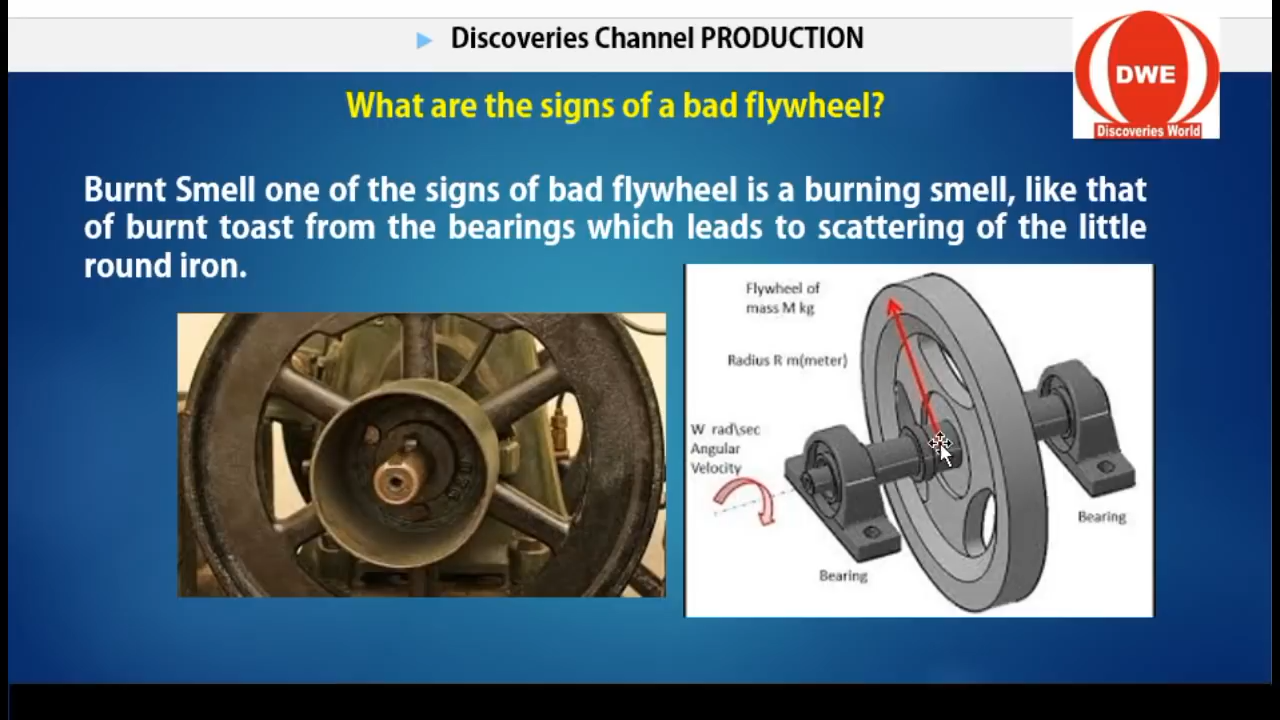 Discoveries Channel PRODUCTION
DWE
Discoveries World
What are the signs of a bad flywheel?
Burnt Smell one of the signs of bad flywheel is a burning smell, like that
of burnt toast from the bearings which leads to scattering of the little
round iron.
Flywheel of
mass M kg
Radius R m(meter)
W rad\sec
Angular
Velocity
Bearing
Bearing